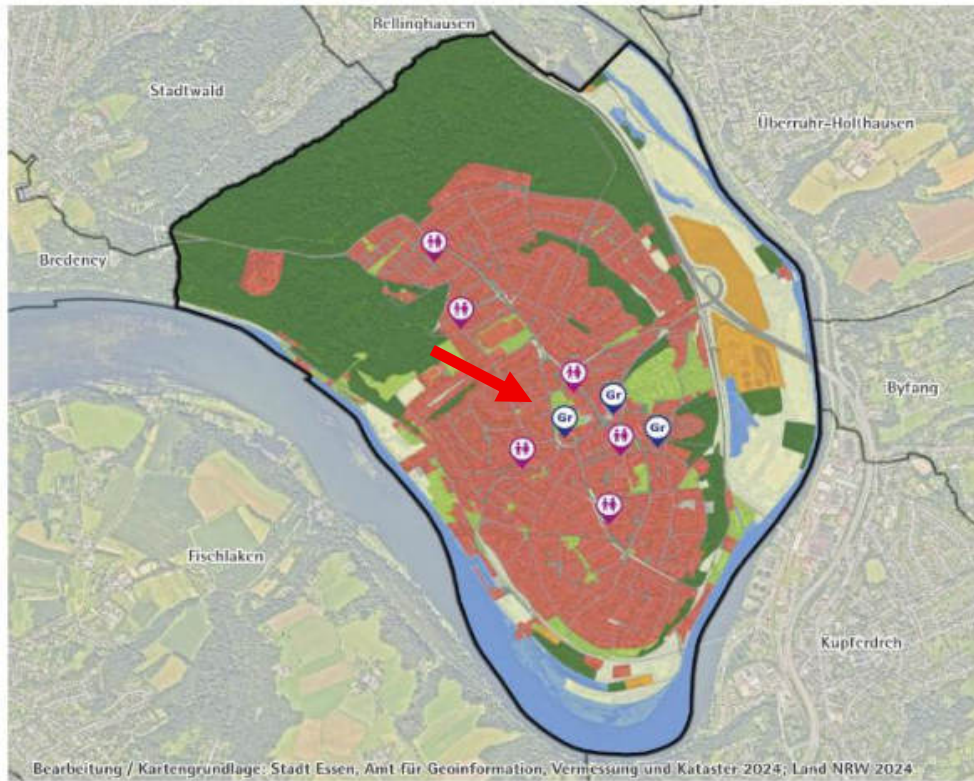 Rellinghausen
Stadtwald
Überruhr-Holthausen
Bredeney
Byfang
Gr
Gr
Gr
Fischlaken
Kupferdreh
Bearbeitung / Kartengrundlage: Stadt Essen, Amt für Geoinformation, Vermessung und Kataster 2024; Land NRW 2024